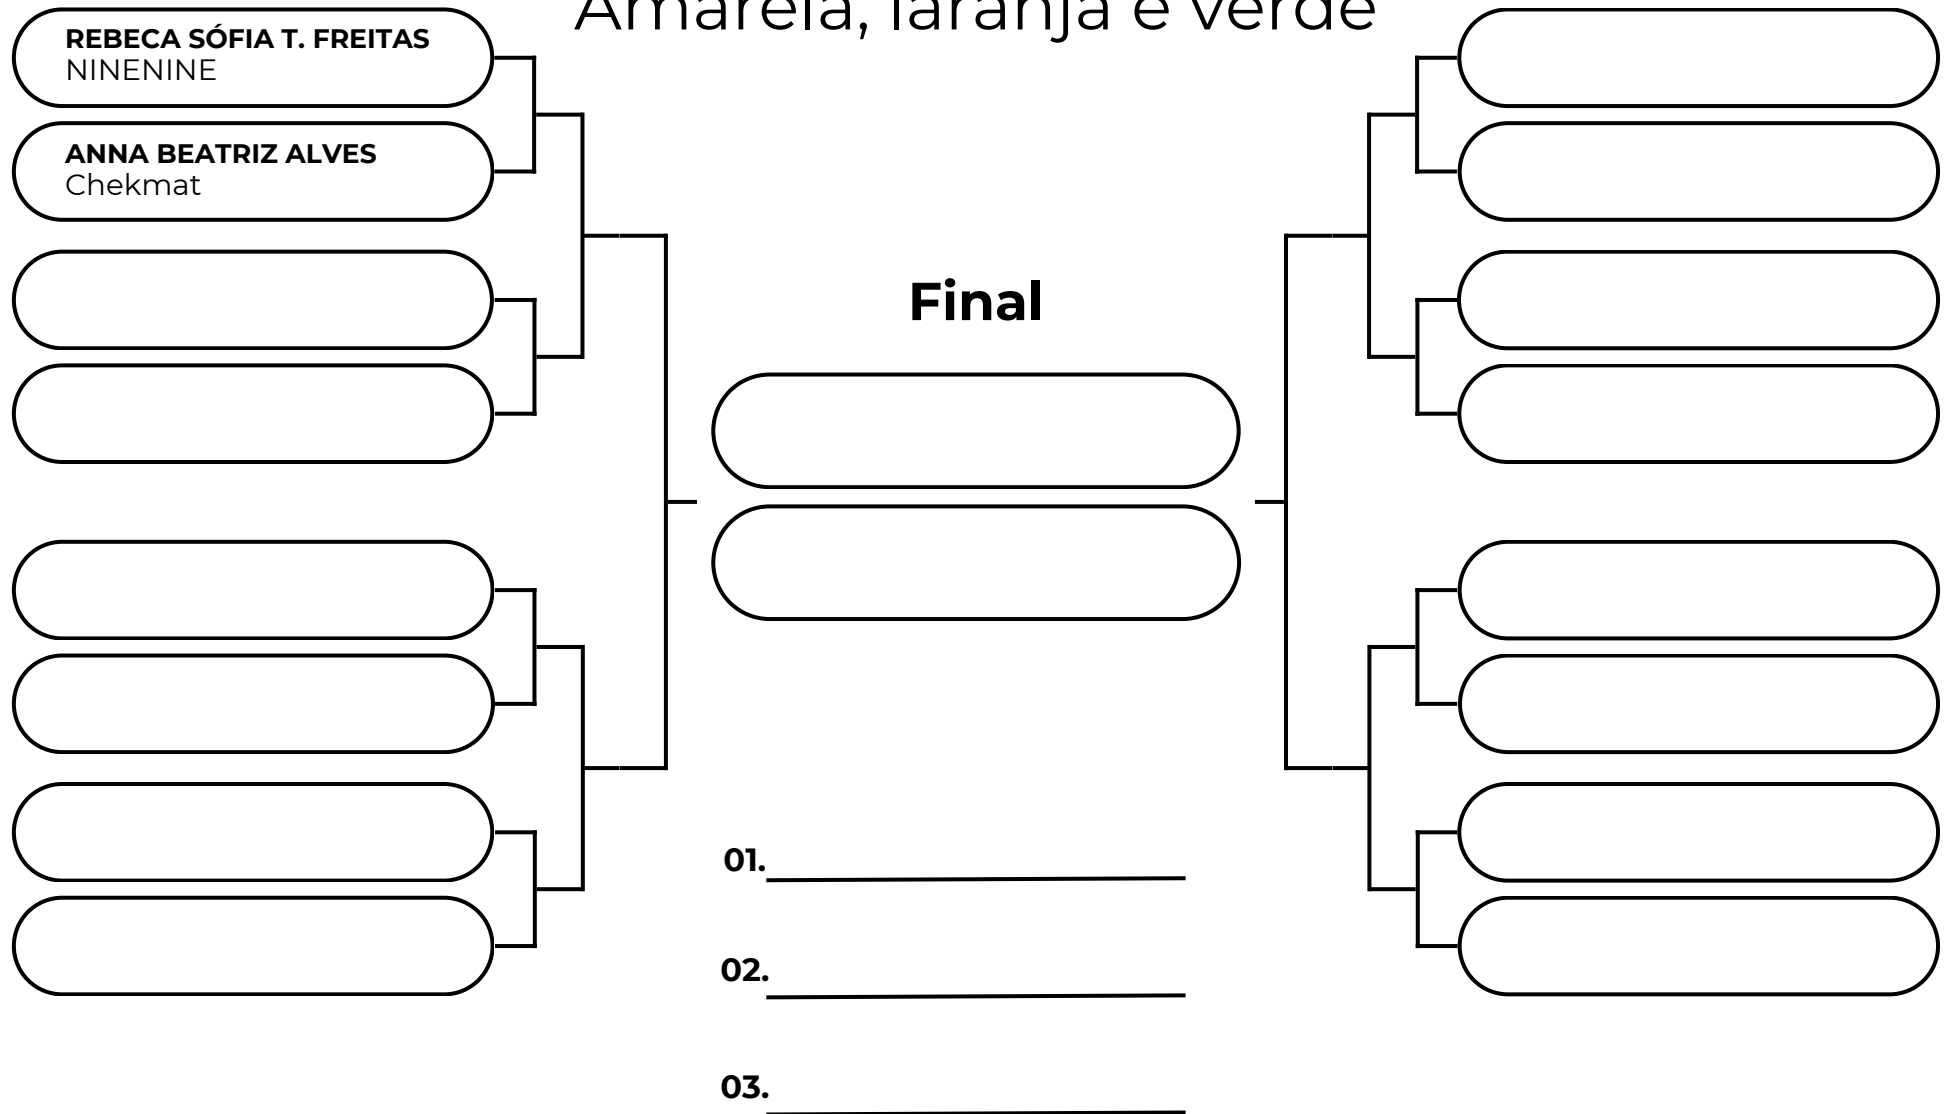 Amarela, laranja e verde
REBECA SÓFIA T. FREITAS
NINENINE
ANNA BEATRIZ ALVES
Chekmat
Final
01.
02.
03.